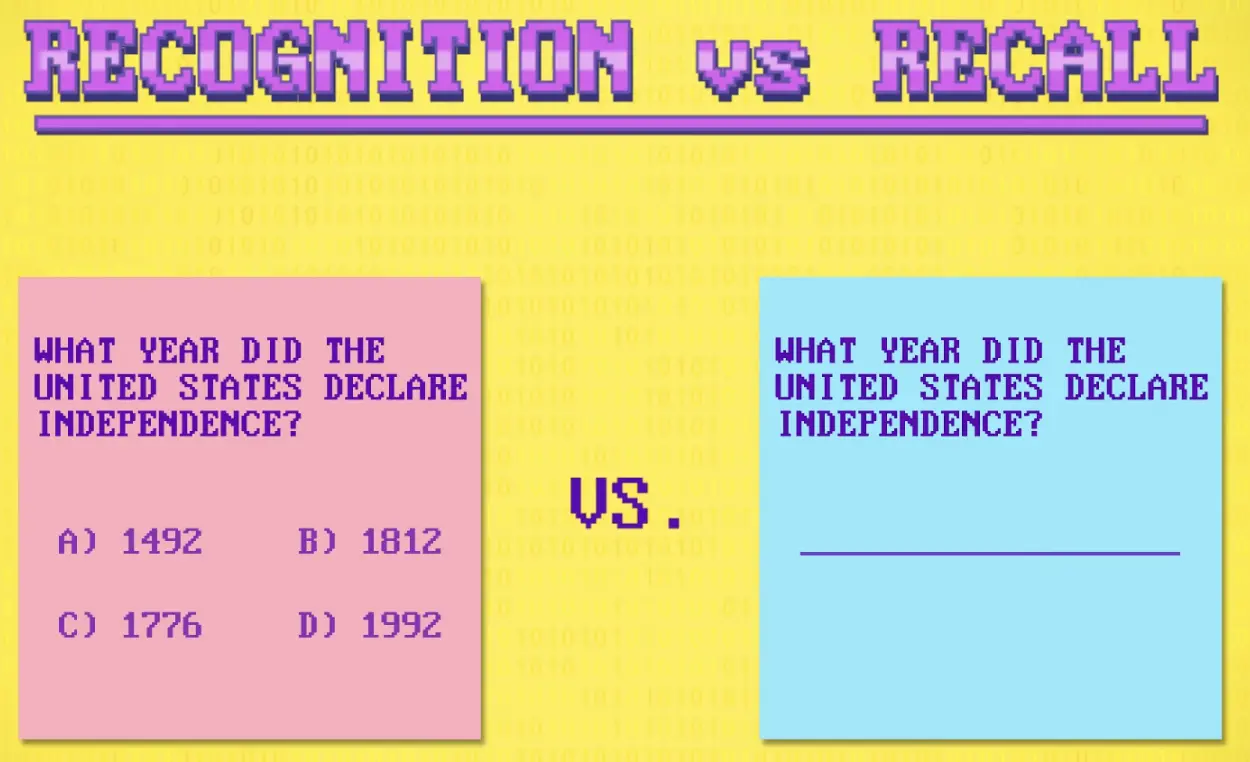 RECOGNITION vs RECALL
WHAT YEAR DID THE
UNITED STATES DECLARE
INDEPENDENCE?
A) 1492 B) 1812
C) 1776 D) 1992
VS.
WHAT YEAR DID THE
UNITED STATES DECLARE
INDEPENDENCE?